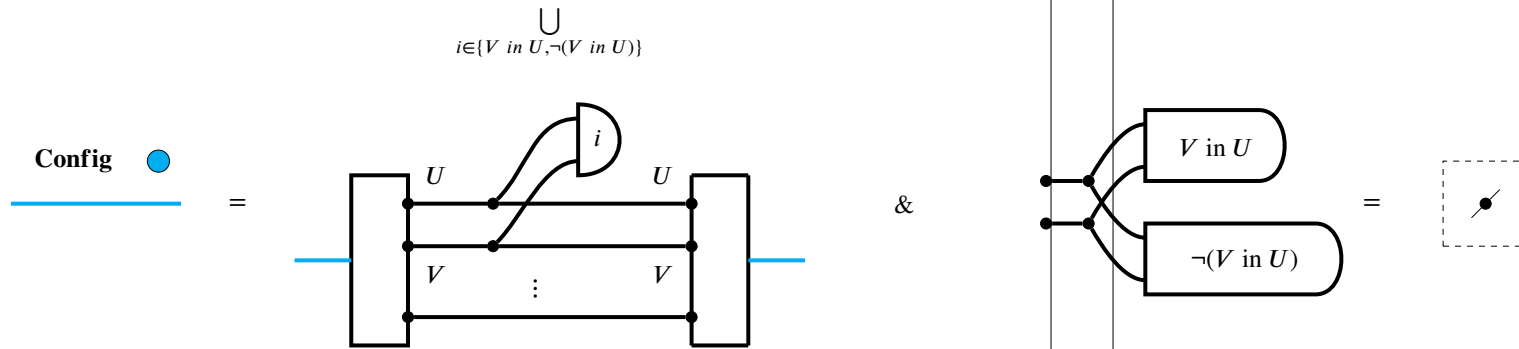 ⋃
i∈{V in U,¬(V in U)}
i
V in U
Config
U U
= & =
V V
¬(V in U)
⋮